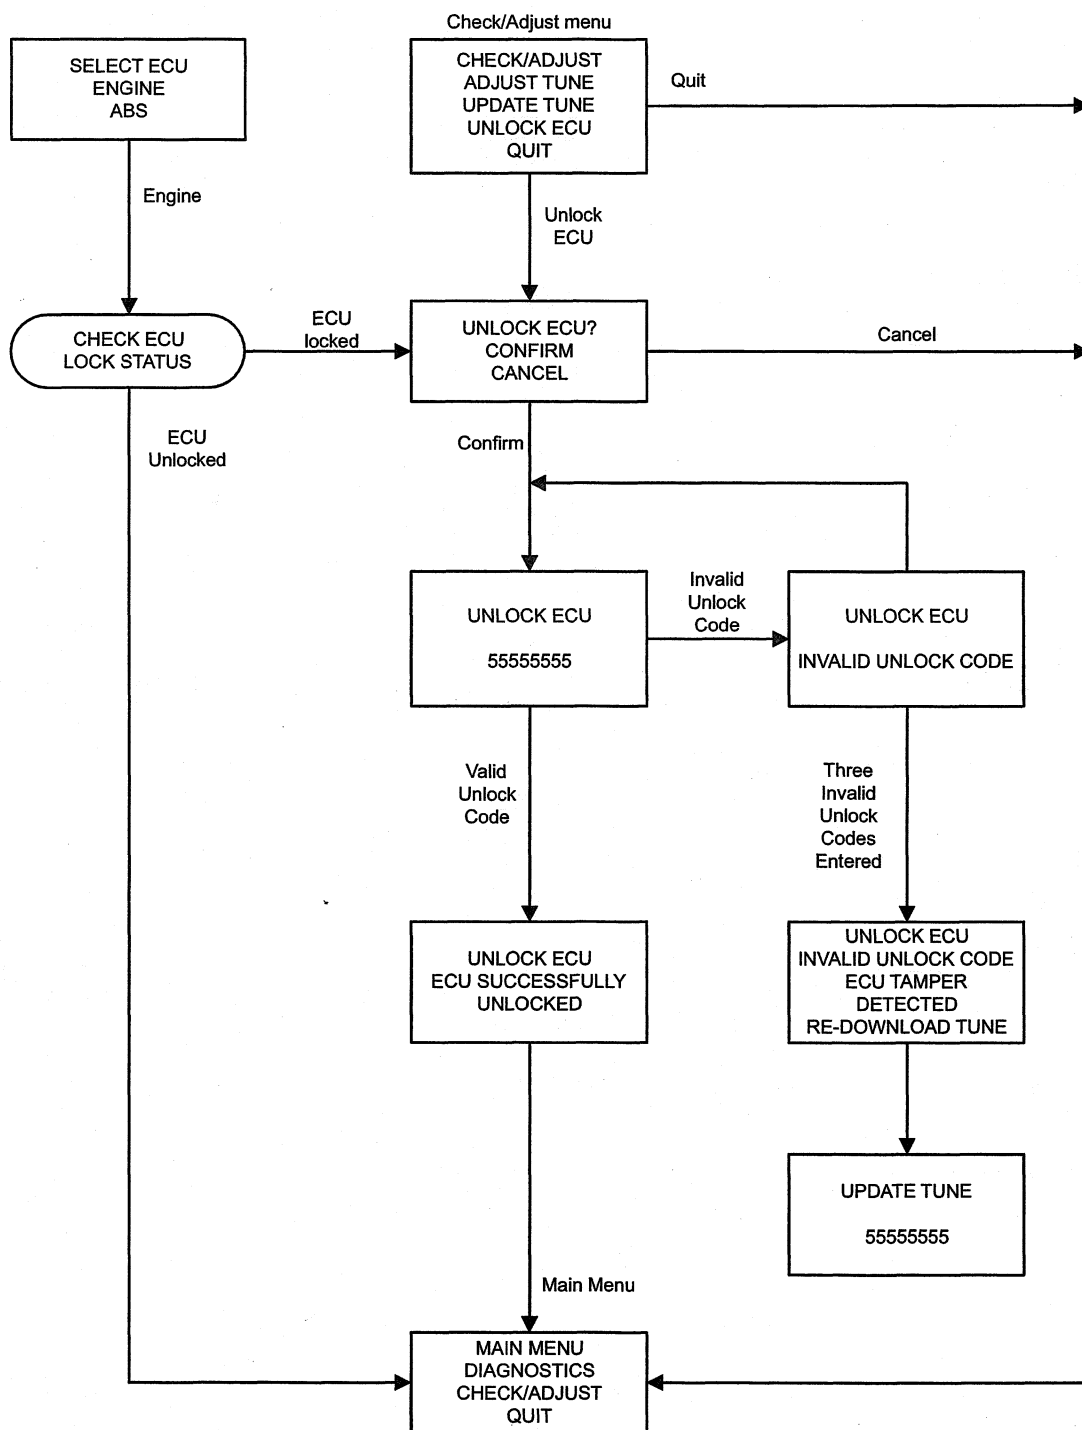 Check/Adjust menu
SELECT ECU
ENGINE
ABS
CHECK/ADJUST
ADJUST TUNE
UPDATE TUNE
UNLOCK ECU
QUIT
Quit
Engine
Unlock
ECU
CHECK ECU
LOCK STATUS
ECU
locked
UNLOCK ECU?
CONFIRM
CANCEL
Cancel
ECU
Unlocked
Confirm
UNLOCK ECU
55555555
Invalid
Unlock
Code
UNLOCK ECU
INVALID UNLOCK CODE
Valid
Unlock
Code
Three
Invalid
Unlock
Codes
Entered
UNLOCK ECU
ECU SUCCESSFULLY
UNLOCKED
UNLOCK ECU
INVALID UNLOCK CODE
ECU TAMPER
DETECTED
RE-DOWNLOAD TUNE
UPDATE TUNE
55555555
Main Menu
MAIN MENU
DIAGNOSTICS
CHECK/ADJUST
QUIT